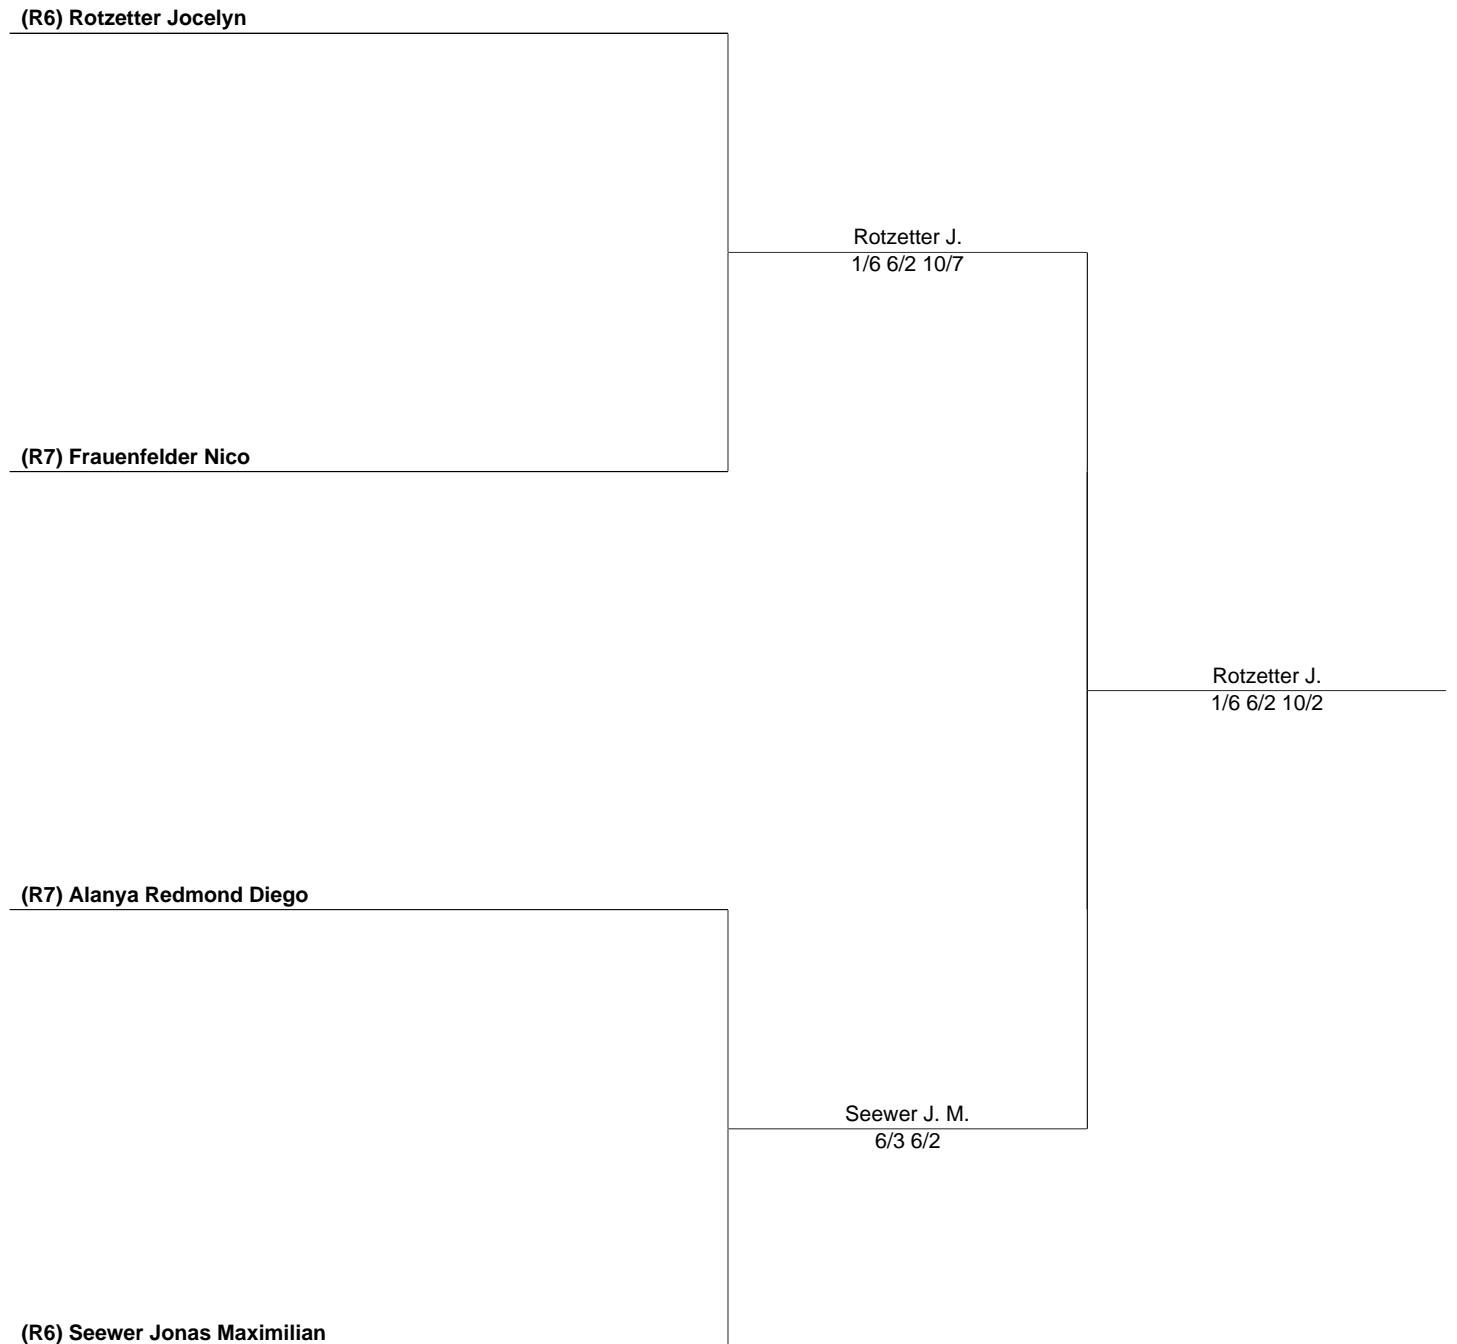 (R6) Rotzetter Jocelyn
Rotzetter J.
1/6 6/2 10/7
(R7) Frauenfelder Nico
Rotzetter J.
1/6 6/2 10/2
(R7) Alanya Redmond Diego
Seewer J. M.
6/3 6/2
(R6) Seewer Jonas Maximilian